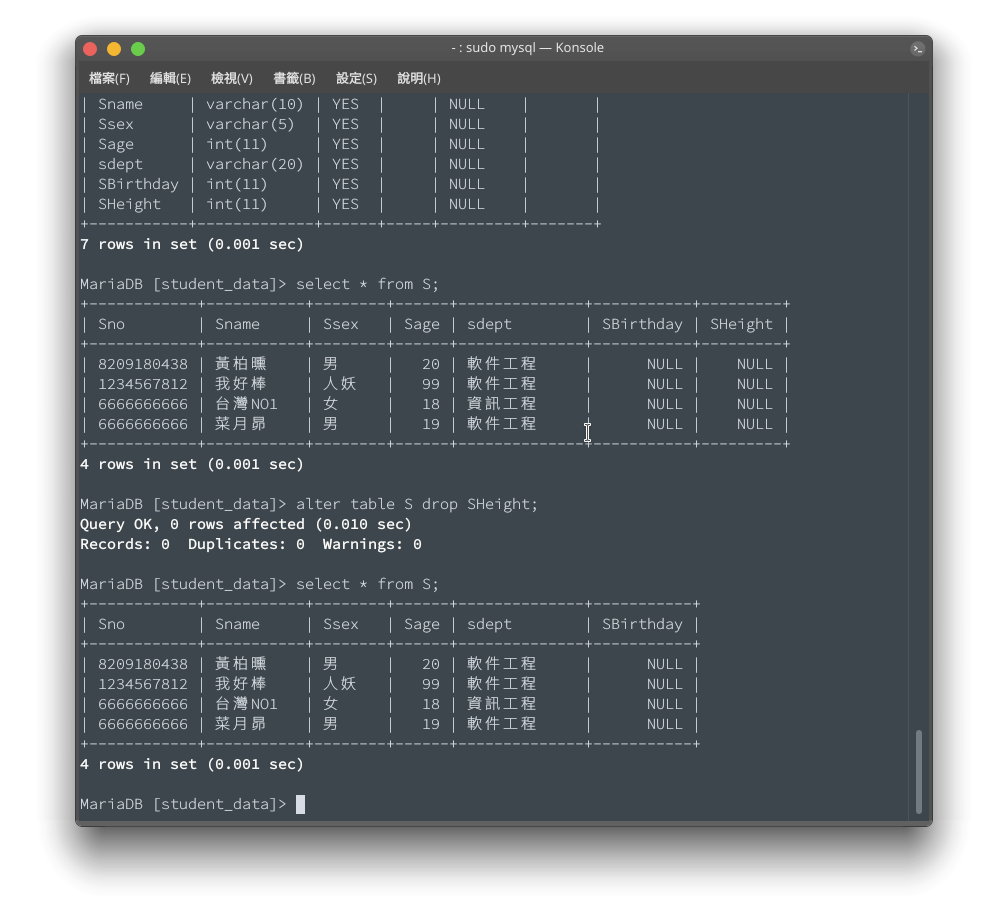 - : sudo mysql — Konsole
檔案(F) 編輯(E) 檢視(V) 書籤(B) 設定(S) 說明(H)
| Sname     | varchar(10) | YES  |     | NULL    |       |
| Ssex      | varchar(5)  | YES  |     | NULL    |       |
| Sage      | int(11)     | YES  |     | NULL    |       |
| sdept     | varchar(20) | YES  |     | NULL    |       |
| SBirthday | int(11)     | YES  |     | NULL    |       |
| SHeight   | int(11)     | YES  |     | NULL    |       |
+-----------+-------------+------+-----+---------+-------+
7 rows in set (0.001 sec)
MariaDB [student_data]> select * from S;
+------------+-----------+--------+------+--------------+-----------+---------+
| Sno        | Sname     | Ssex   | Sage | sdept        | SBirthday | SHeight |
+------------+-----------+--------+------+--------------+-----------+---------+
| 8209180438 | 黃柏曛    | 男     |   20 | 軟件工程     |      NULL |    NULL |
| 1234567812 | 我好棒    | 人妖   |   99 | 軟件工程     |      NULL |    NULL |
| 6666666666 | 台灣NO1   | 女     |   18 | 資訊工程     |      NULL |    NULL |
| 6666666666 | 菜月昴    | 男     |   19 | 軟件工程     |      NULL |    NULL |
+------------+-----------+--------+------+--------------+-----------+---------+
4 rows in set (0.001 sec)
MariaDB [student_data]> alter table S drop SHeight;
Query OK, 0 rows affected (0.010 sec)
Records: 0  Duplicates: 0  Warnings: 0
MariaDB [student_data]> select * from S;
+------------+-----------+--------+------+--------------+-----------+
| Sno        | Sname     | Ssex   | Sage | sdept        | SBirthday |
+------------+-----------+--------+------+--------------+-----------+
| 8209180438 | 黃柏曛    | 男     |   20 | 軟件工程     |      NULL |
| 1234567812 | 我好棒    | 人妖   |   99 | 軟件工程     |      NULL |
| 6666666666 | 台灣NO1   | 女     |   18 | 資訊工程     |      NULL |
| 6666666666 | 菜月昴    | 男     |   19 | 軟件工程     |      NULL |
+------------+-----------+--------+------+--------------+-----------+
4 rows in set (0.001 sec)
MariaDB [student_data]>